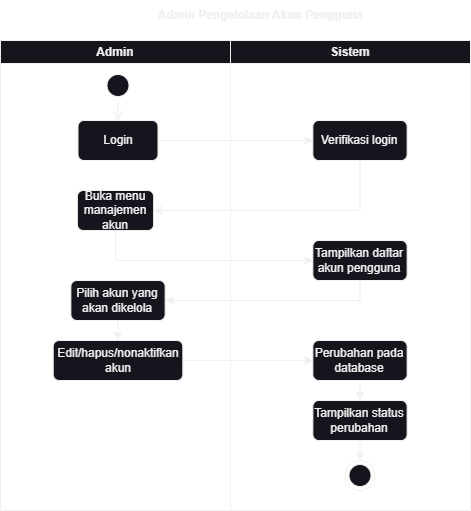 Admin Pengelolaan Akun Pengguna
Admin
Sistem
Login
Verifikasi login
Buka menu
manajemen
akun
Tampilkan daftar
akun pengguna
Pilih akun yang
akan dikelola
Edit/hapus/nonaktifkan
akun
Perubahan pada
database
Tampilkan status
perubahan